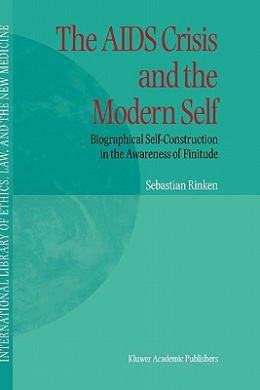 The AIDS Crisis
and the
Modern Self
Biographical Self-Construction
in the Awareness of Finitude
Sebastian Rinken
Kluwer Academic Publishers
INTERNATIONAL LIBRARY OF ETHICS, LAW, AND THE NEW MEDICINE